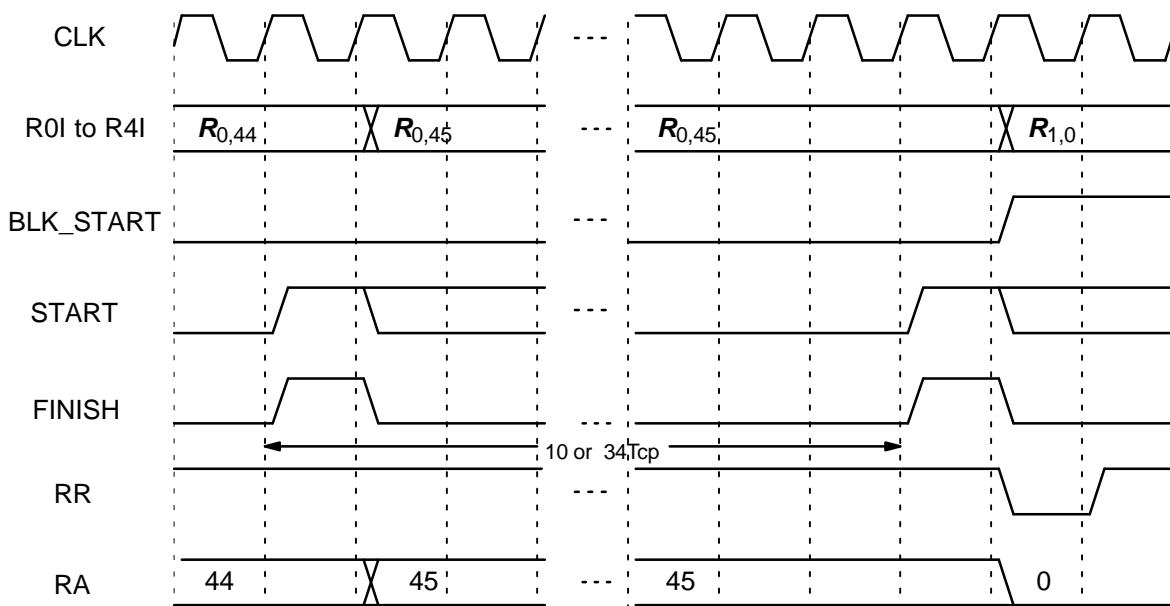 CLK
R0I to R4I R0,44 R0,45 R0,45 R1,0
BLK_START
START
FINISH
10 or 34Tcp
RR
RA 44 45 45 0